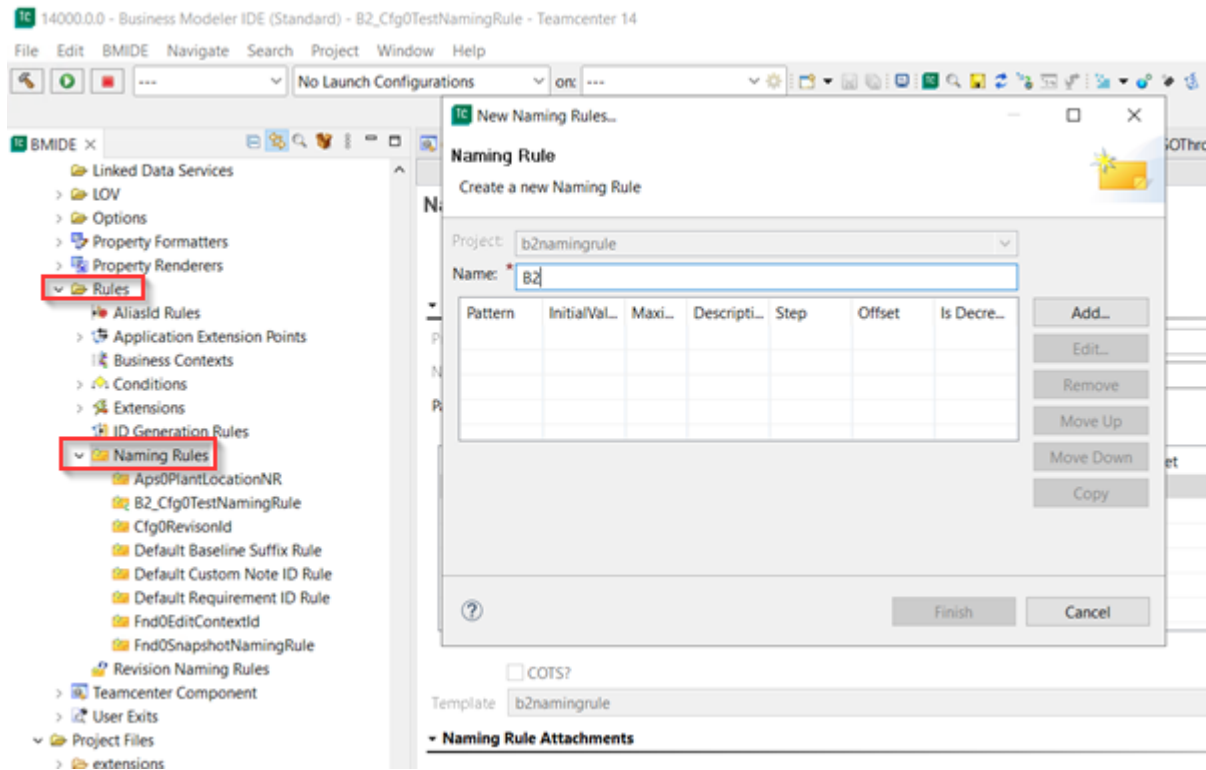 14000.0.0 - Business Modeler IDE (Standard) - B2_Cfg0TestNamingRule - Teamcenter 14
File Edit BMIDE Navigate Search Project Window Help
--- No Launch Configurations on: ---
BMIDE
Linked Data Services
LOV
Options
Property Formatters
Property Renderers
Rules
AliasId Rules
Application Extension Points
Business Contexts
Conditions
Extensions
ID Generation Rules
Naming Rules
Aps0PlantLocationNR
B2_Cfg0TestNamingRule
Cfg0RevisonId
Default Baseline Suffix Rule
Default Custom Note ID Rule
Default Requirement ID Rule
Fnd0EditContextId
Fnd0SnapshotNamingRule
Revision Naming Rules
Teamcenter Component
User Exits
Project Files
extensions
New Naming Rules...
Naming Rule
Create a new Naming Rule
Project: b2namingrule
Name: * B2
Pattern InitialVal... Maxi... Descripti... Step Offset Is Decre...
Add...
Edit...
Remove
Move Up
Move Down
Copy
? Finish Cancel
COTS?
Template b2namingrule
Naming Rule Attachments